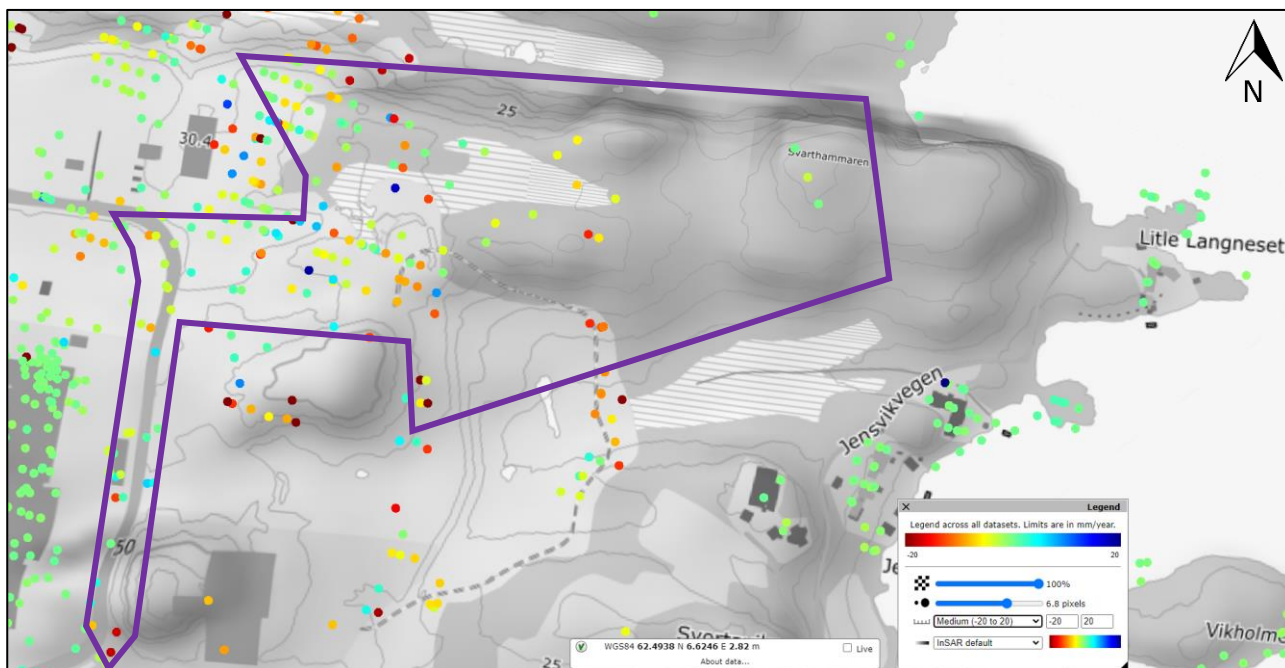 N
25
30.4
Svarthammaren
Litle Langneset
Jensvikvegen
50
25
Vikholme
× Legend
Legend across all datasets. Limits are in mm/year.
-20 20
100%
6.8 pixels
Medium (-20 to 20) -20 20
InSAR default
WGS84 62.4938 N 6.6246 E 2.82 m Live
About data...